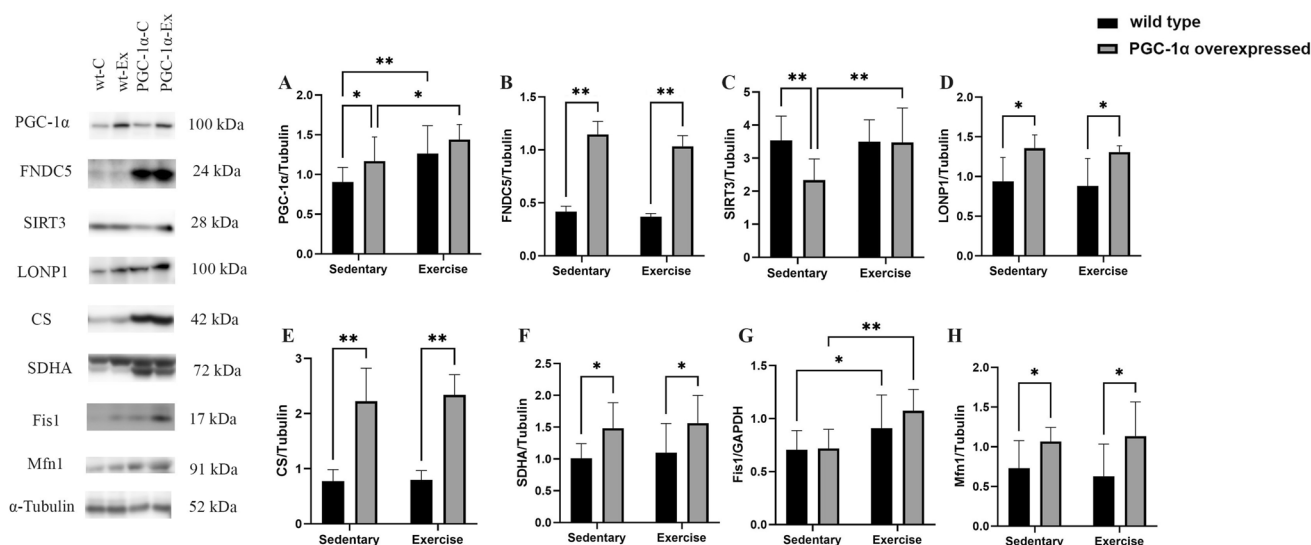 wild type
PGC-1α overexpressed
wt-C
wt-Ex
PGC-1α-C
PGC-1α-Ex
PGC-1α 100 kDa
FNDC5 24 kDa
SIRT3 28 kDa
LONP1 100 kDa
CS 42 kDa
SDHA 72 kDa
Fis1 17 kDa
Mfn1 91 kDa
α-Tubulin 52 kDa
A
PGC-1α/Tubulin
2.0
1.5
1.0
0.5
0.0
** 
* *
Sedentary Exercise
B
FNDC5/Tubulin
1.5
1.0
0.5
0.0
** **
Sedentary Exercise
C
SIRT3/Tubulin
5
4
3
2
1
0
** **
Sedentary Exercise
D
LONP1/Tubulin
2.0
1.5
1.0
0.5
0.0
* *
Sedentary Exercise
E
CS/Tubulin
3
2
1
0
** **
Sedentary Exercise
F
SDHA/Tubulin
2.5
2.0
1.5
1.0
0.5
0.0
* *
Sedentary Exercise
G
Fis1/GAPDH
1.5
1.0
0.5
0.0
**
*
Sedentary Exercise
H
Mfn1/Tubulin
2.0
1.5
1.0
0.5
0.0
* *
Sedentary Exercise